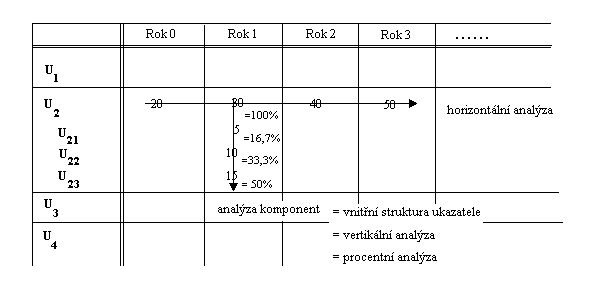 Rok 0 Rok 1 Rok 2 Rok 3 ......
U1
U2 20 30 40 50 horizontální analýza
=100%
U21 5 =16,7%
U22 10 =33,3%
U23 15 = 50%
U3 analýza komponent = vnitřní struktura ukazatele
U4 = vertikální analýza
= procentní analýza